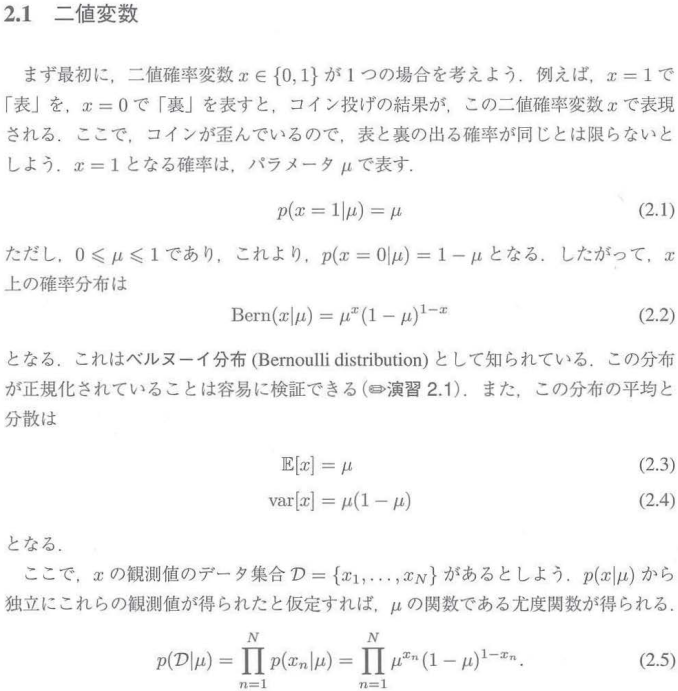 2.1 二値変数
まず最初に，二値確率変数 x ∈ {0, 1} が 1 つの場合を考えよう．例えば，x = 1 で
「表」を，x = 0 で「裏」を表すと，コイン投げの結果が，この二値確率変数 x で表現
される．ここで，コインが歪んでいるので，表と裏の出る確率が同じとは限らないと
しよう．x = 1 となる確率は，パラメータ μ で表す．
p(x = 1|μ) = μ (2.1)
ただし，0 ⩽ μ ⩽ 1 であり，これより，p(x = 0|μ) = 1 − μ となる．したがって，x
上の確率分布は
Bern(x|μ) = μ^x(1 − μ)^{1−x} (2.2)
となる．これはベルヌーイ分布 (Bernoulli distribution) として知られている．この分布
が正規化されていることは容易に検証できる (✏演習 2.1)．また，この分布の平均と
分散は
𝔼[x] = μ (2.3)
var[x] = μ(1 − μ) (2.4)
となる．
ここで，x の観測値のデータ集合 𝒟 = {x_1, . . . , x_N} があるとしよう．p(x|μ) から
独立にこれらの観測値が得られたと仮定すれば，μ の関数である尤度関数が得られる．
p(𝒟|μ) = ∏_{n=1}^{N} p(x_n|μ) = ∏_{n=1}^{N} μ^{x_n}(1 − μ)^{1−x_n}. (2.5)